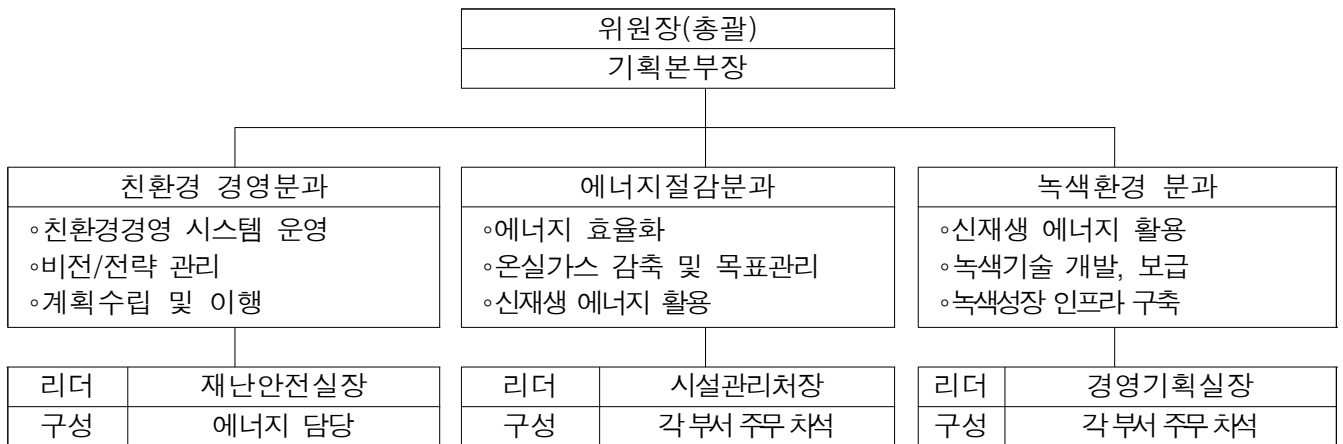 위원장(총괄)
기획본부장
친환경 경영분과
◦친환경경영 시스템 운영
◦비전/전략 관리
◦계획수립 및 이행
리더 재난안전실장
구성 에너지 담당
에너지절감분과
◦에너지 효율화
◦온실가스 감축 및 목표관리
◦신재생 에너지 활용
리더 시설관리처장
구성 각 부서 주무 차석
녹색환경 분과
◦신재생 에너지 활용
◦녹색기술 개발, 보급
◦녹색성장 인프라 구축
리더 경영기획실장
구성 각 부서 주무 차석